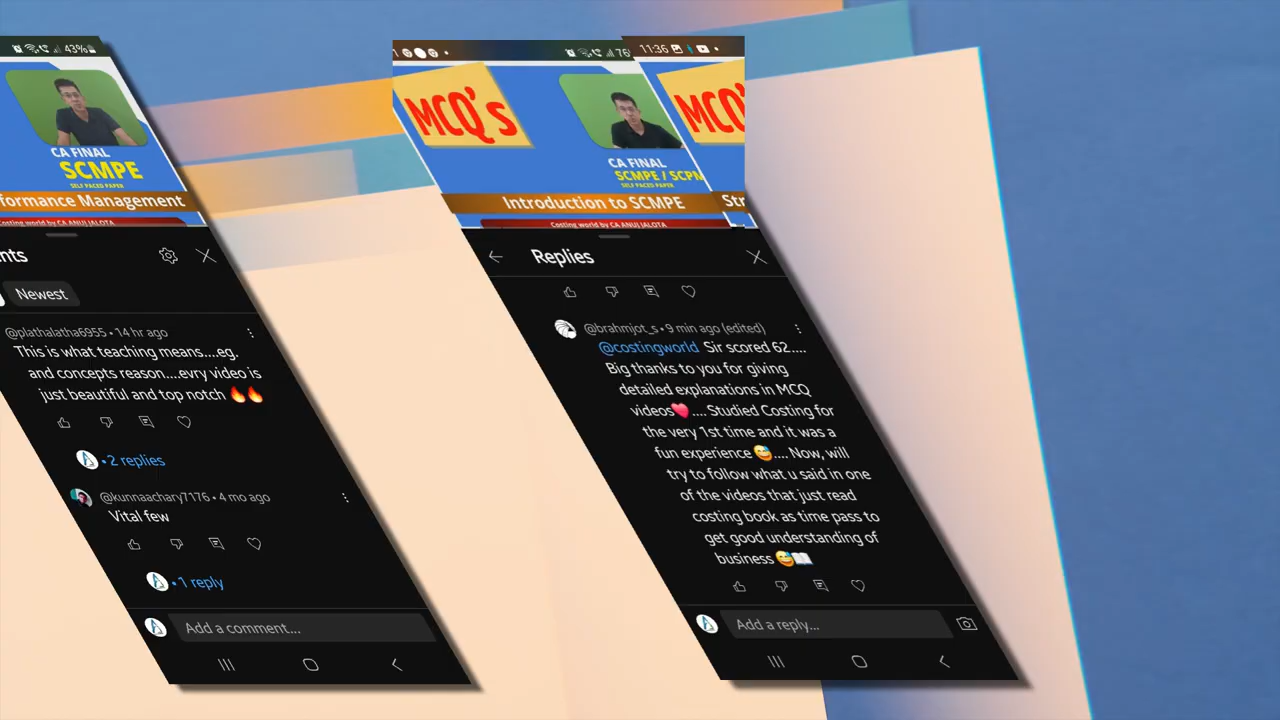 43%
CA FINAL
SCMPE
SELF PACED PAPER
formance Management
Costing world by CA ANUJ JALOTA
nts
Newest
@plathalatha6955 • 14 hr ago
This is what teaching means....eg.
and concepts reason....evry video is
just beautiful and top notch 🔥🔥
• 2 replies
@kunnaachary7176 • 4 mo ago
Vital few
• 1 reply
Add a comment...
76
MCQ's
CA FINAL
SCMPE / SCPM
SELF PACED PAPER
Introduction to SCMPE
Costing world by CA ANUJ JALOTA
Replies
@brahmjot_s • 9 min ago (edited)
@costingworld Sir scored 62....
Big thanks to you for giving
detailed explanations in MCQ
videos❤️.... Studied Costing for
the very 1st time and it was a
fun experience 😅.... Now, will
try to follow what u said in one
of the videos that just read
costing book as time pass to
get good understanding of
business 😅📖
Add a reply...
11:36
MCQ
Str